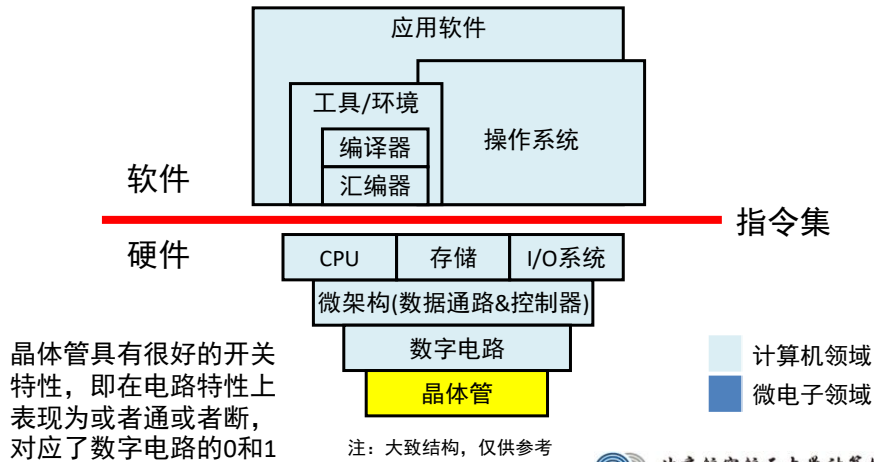 应用软件
工具/环境
编译器
汇编器
操作系统
软件
指令集
硬件
CPU
存储
I/O系统
微架构(数据通路&控制器)
数字电路
晶体管
晶体管具有很好的开关
特性，即在电路特性上
表现为或者通或者断，
对应了数字电路的0和1
计算机领域
微电子领域
注：大致结构，仅供参考